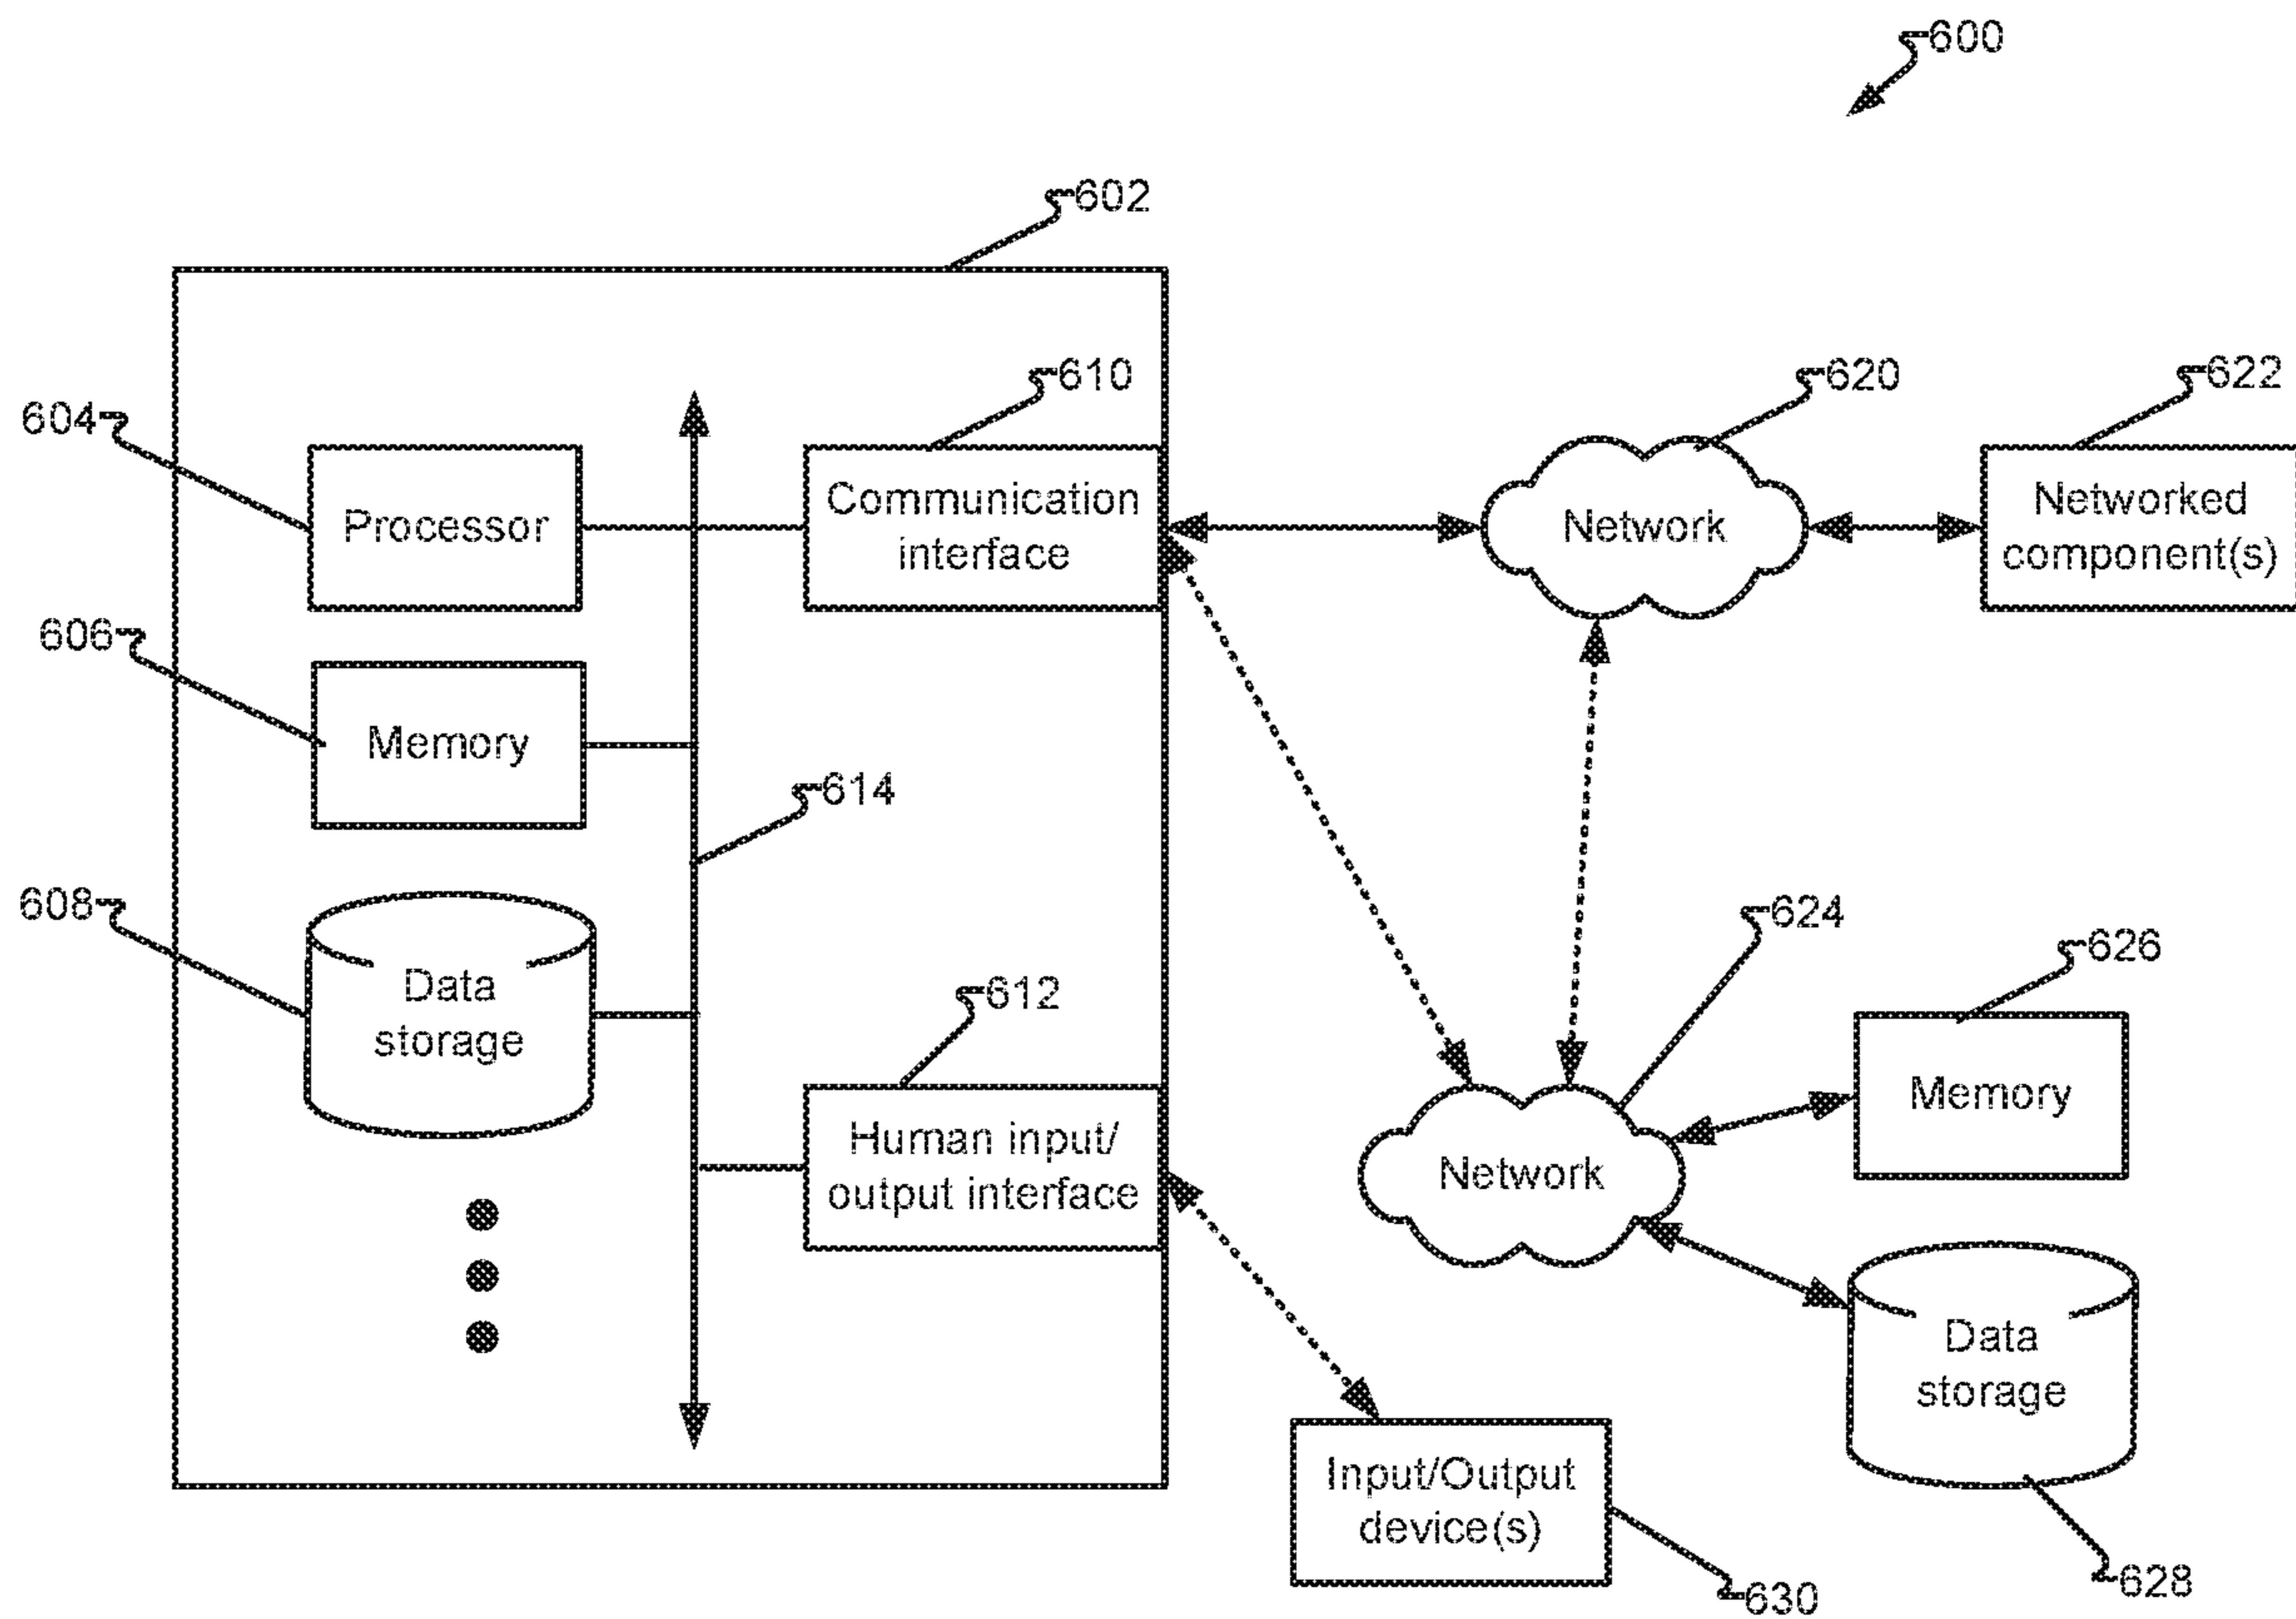 600
602
610
620
622
604
Processor
Communication
interface
Network
Networked
component(s)
606
Memory
614
608
Data
storage
612
624
626
Human input/
output interface
Network
Memory
Data
storage
Input/Output
device(s)
630
628